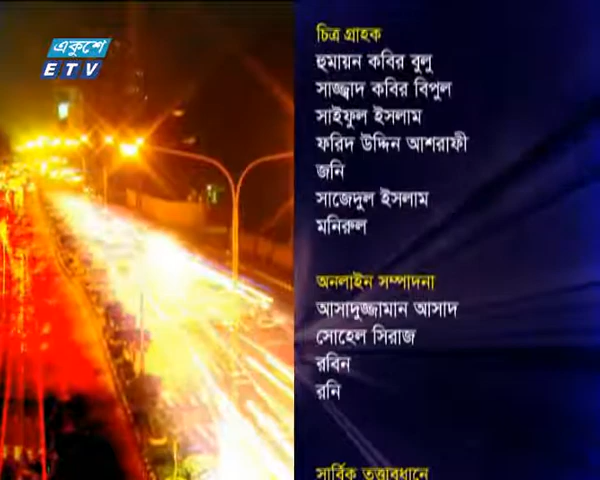 একুশে
ETV
চিত্র গ্রাহক
হুমায়ন কবির বুলু
সাজ্জ্বাদ কবির বিপুল
সাইফুল ইসলাম
ফরিদ উদ্দিন আশরাফী
জনি
সাজেদুল ইসলাম
মনিরুল
অনলাইন সম্পাদনা
আসাদুজ্জামান আসাদ
সোহেল সিরাজ
রবিন
রনি
সার্বিক তত্ত্বাবধানে